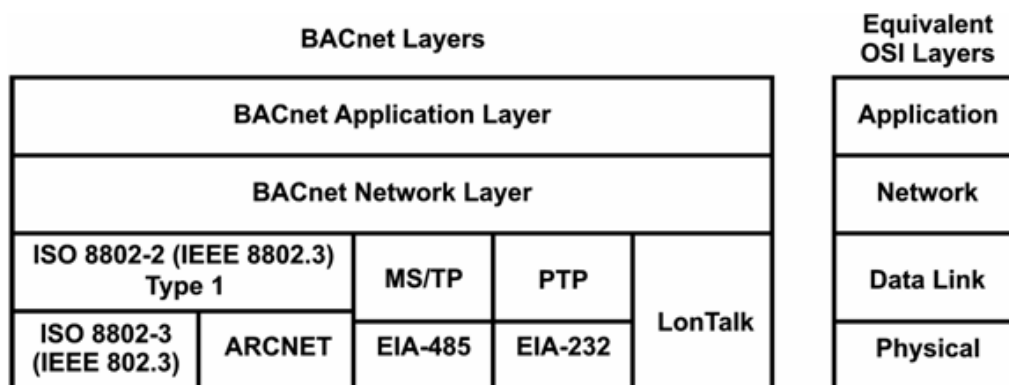 BACnet Layers
Equivalent
OSI Layers
BACnet Application Layer
Application
BACnet Network Layer
Network
ISO 8802-2 (IEEE 8802.3)
Type 1
MS/TP
PTP
LonTalk
Data Link
ISO 8802-3
(IEEE 802.3)
ARCNET
EIA-485
EIA-232
Physical